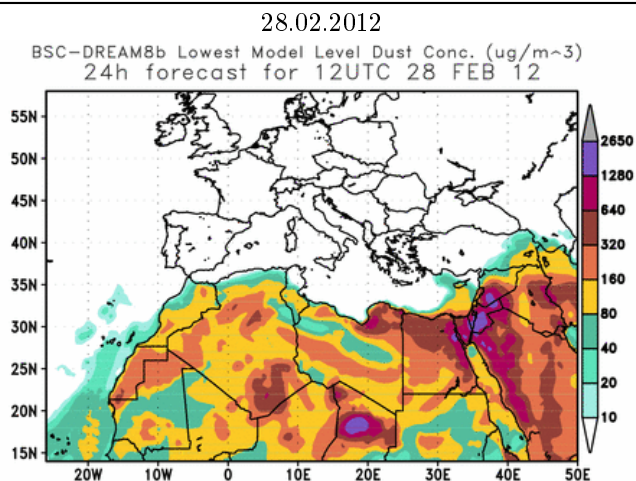 28.02.2012
BSC-DREAM8b Lowest Model Level Dust Conc. (ug/m^3)
24h forecast for 12UTC 28 FEB 12
55N
50N
45N
40N
35N
30N
25N
20N
15N
20W 10W 0 10E 20E 30E 40E 50E
2650
1280
640
320
160
80
40
20
10